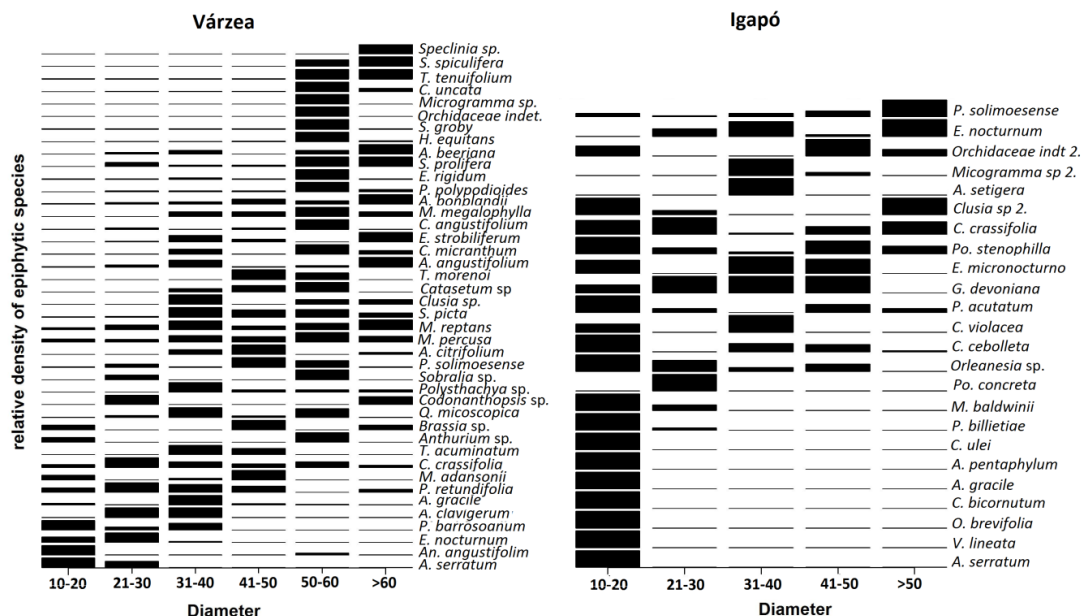 Várzea
Igapó
relative density of epiphytic species
Speclinia sp.
S. spiculifera
T. tenuifolium
C. uncata
Microgramma sp.
Orchidaceae indet.
S. groby
H. equitans
A. beeriana
S. prolifera
E. rigidum
P. polypodioides
A. bonplandii
M. megalophylla
C. angustifolium
E. strobiliferum
C. micranthum
A. angustifolium
T. morenoi
Catasetum sp
Clusia sp.
S. picta
M. reptans
M. percusa
A. citrifolium
P. solimoesense
Sobralia sp.
Polysthachya sp.
Codonanthopsis sp.
Q. micoscopica
Brassia sp.
Anthurium sp.
T. acuminatum
C. crassifolia
M. adansonii
P. retundifolia
A. gracile
A. clavigerum
P. barrosoanum
E. nocturnum
An. angustifolim
A. serratum
10-20 21-30 31-40 41-50 50-60 >60
Diameter
P. solimoesense
E. nocturnum
Orchidaceae indt 2.
Micogramma sp 2.
A. setigera
Clusia sp 2.
C. crassifolia
Po. stenophilla
E. micronocturno
G. devoniana
P. acutatum
C. violacea
C. cebolleta
Orleanesia sp.
Po. concreta
M. baldwinii
P. billietiae
C. ulei
A. pentaphylum
A. gracile
C. bicornutum
O. brevifolia
V. lineata
A. serratum
10-20 21-30 31-40 41-50 >50
Diameter